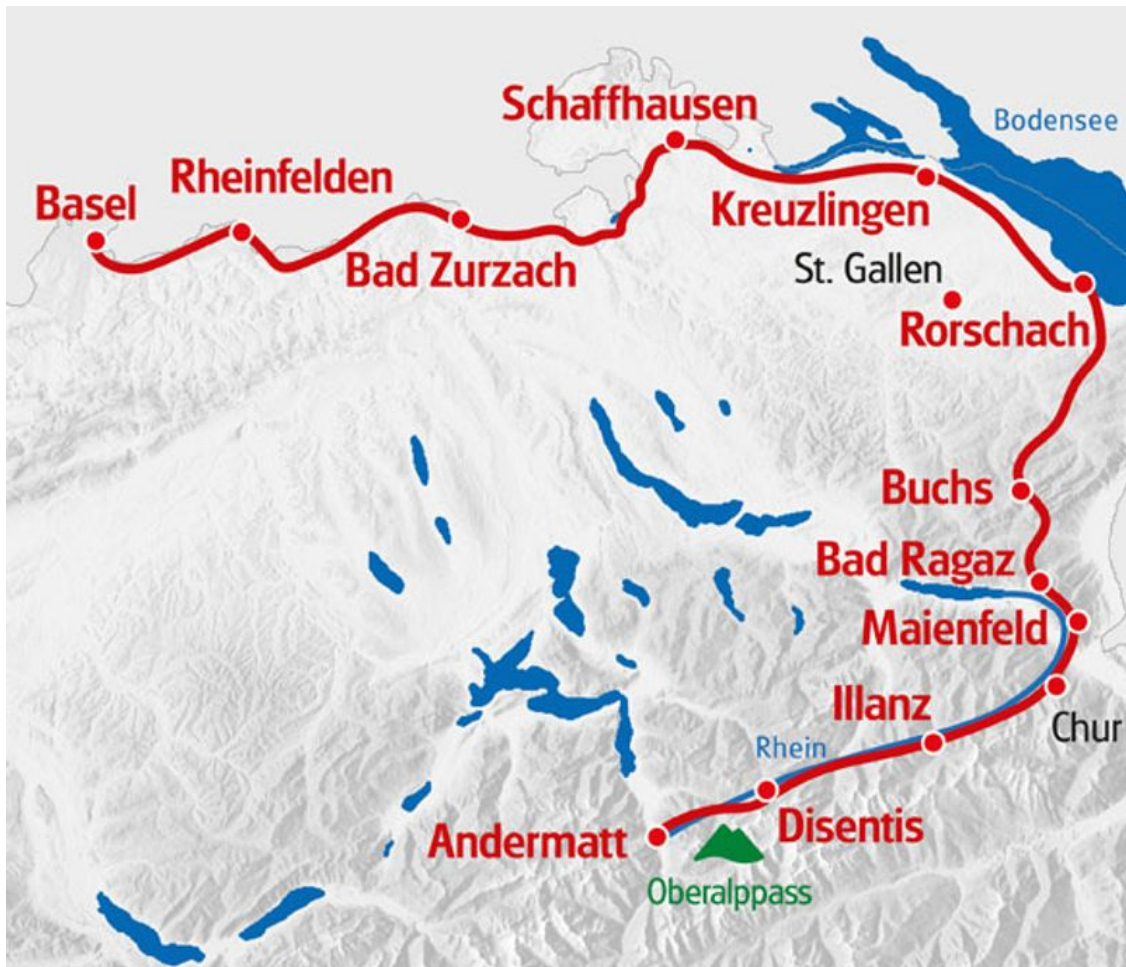 Schaffhausen
Bodensee
Rheinfelden
Basel
Kreuzlingen
Bad Zurzach
St. Gallen
Rorschach
Buchs
Bad Ragaz
Maienfeld
Illanz
Chur
Rhein
Disentis
Andermatt
Oberalppass